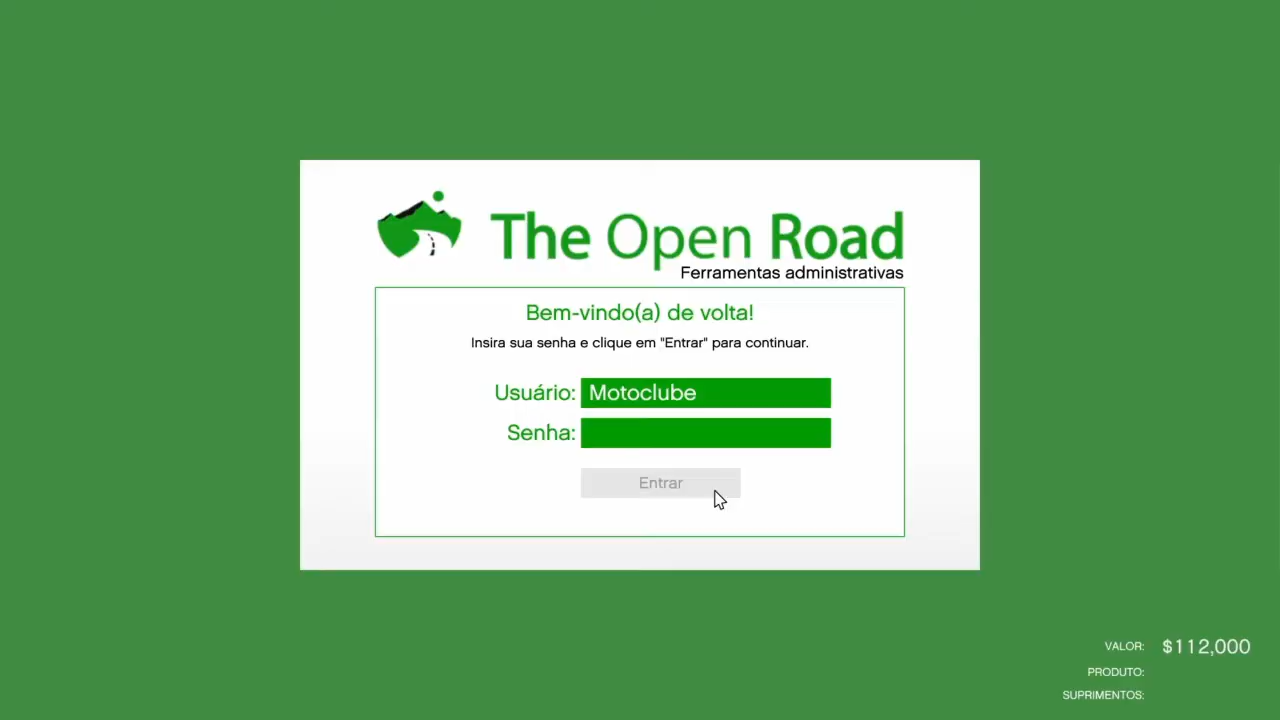 The Open Road
Ferramentas administrativas
Bem-vindo(a) de volta!
Insira sua senha e clique em "Entrar" para continuar.
Usuário: Motoclube
Senha:
Entrar
VALOR: $112,000
PRODUTO:
SUPRIMENTOS: